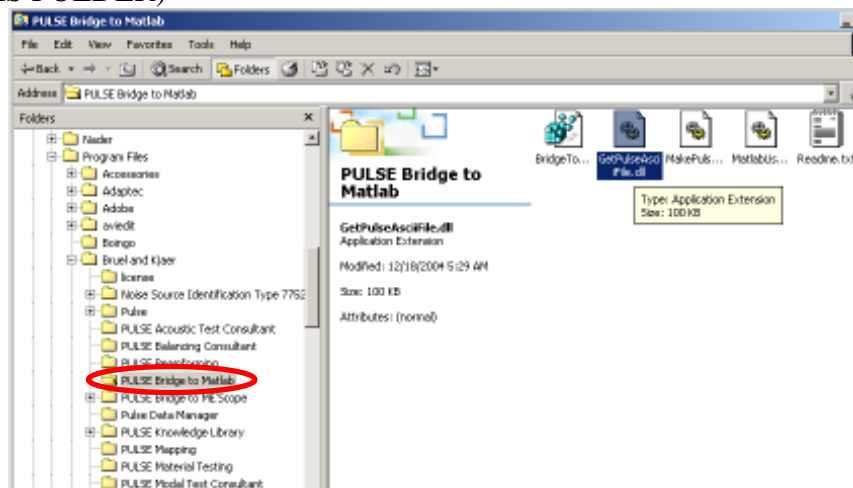 PULSE Bridge to Matlab
File Edit View Favorites Tools Help
Back Search Folders
Address PULSE Bridge to Matlab
Folders ×
Nader
Program Files
Accessories
Adaptec
Adobe
aviedit
Boingo
Bruel and Kjaer
license
Noise Source Identification Type 7752
Pulse
PULSE Acoustic Test Consultant
PULSE Balancing Consultant
PULSE Beamforming
PULSE Bridge to Matlab
PULSE Bridge to ME Scope
Pulse Data Manager
PULSE Knowledge Library
PULSE Mapping
PULSE Material Testing
PULSE Modal Test Consultant
PULSE Bridge to
Matlab
GetPulseAsciiFile.dll
Application Extension
Modified: 12/18/2004 5:29 AM
Size: 100 KB
Attributes: (normal)
BridgeTo... GetPulseAsci MakePuls... MatlabUs... Readme.txt
File.dll
Type: Application Extension
Size: 100 KB